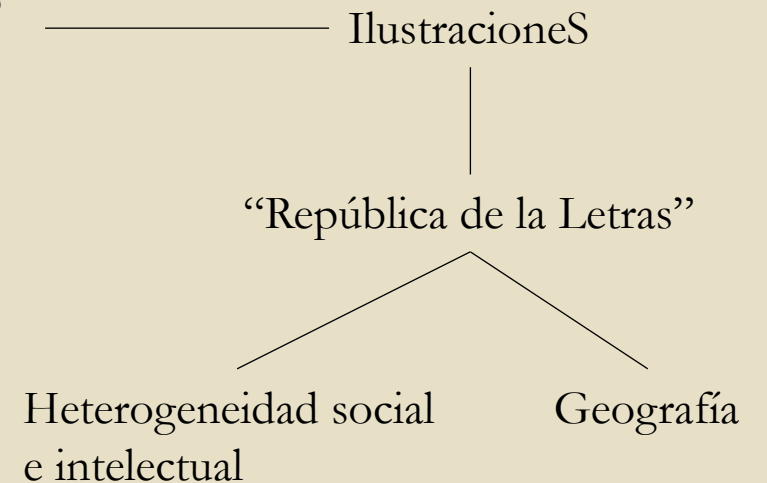 IlustracioneS
“República de la Letras”
Heterogeneidad social
e intelectual
Geografía